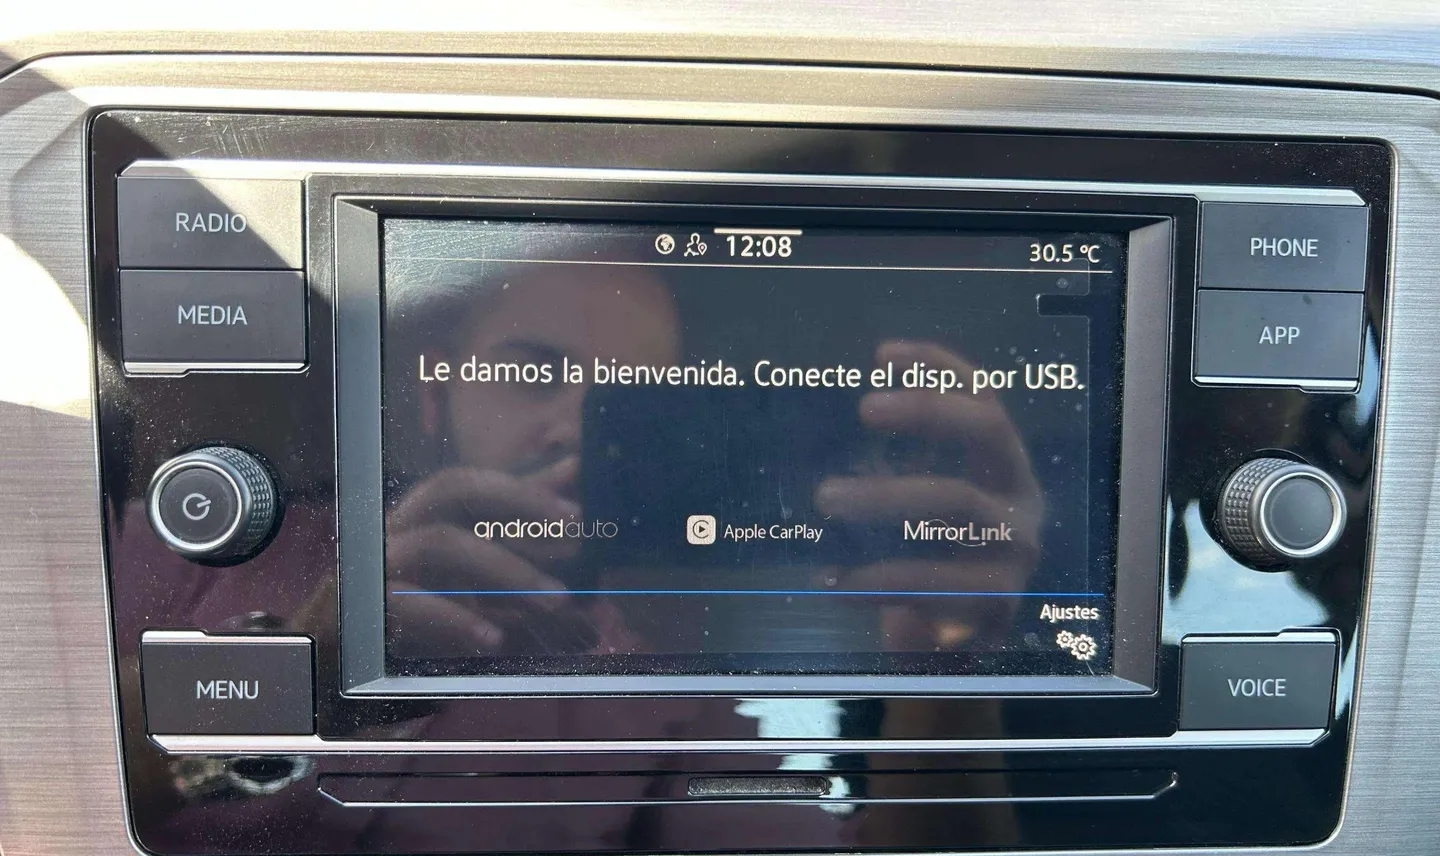 RADIO
MEDIA
12:08
30.5 °C
PHONE
APP
Le damos la bienvenida. Conecte el disp. por USB.
androidauto
Apple CarPlay
MirrorLink
Ajustes
MENU
VOICE